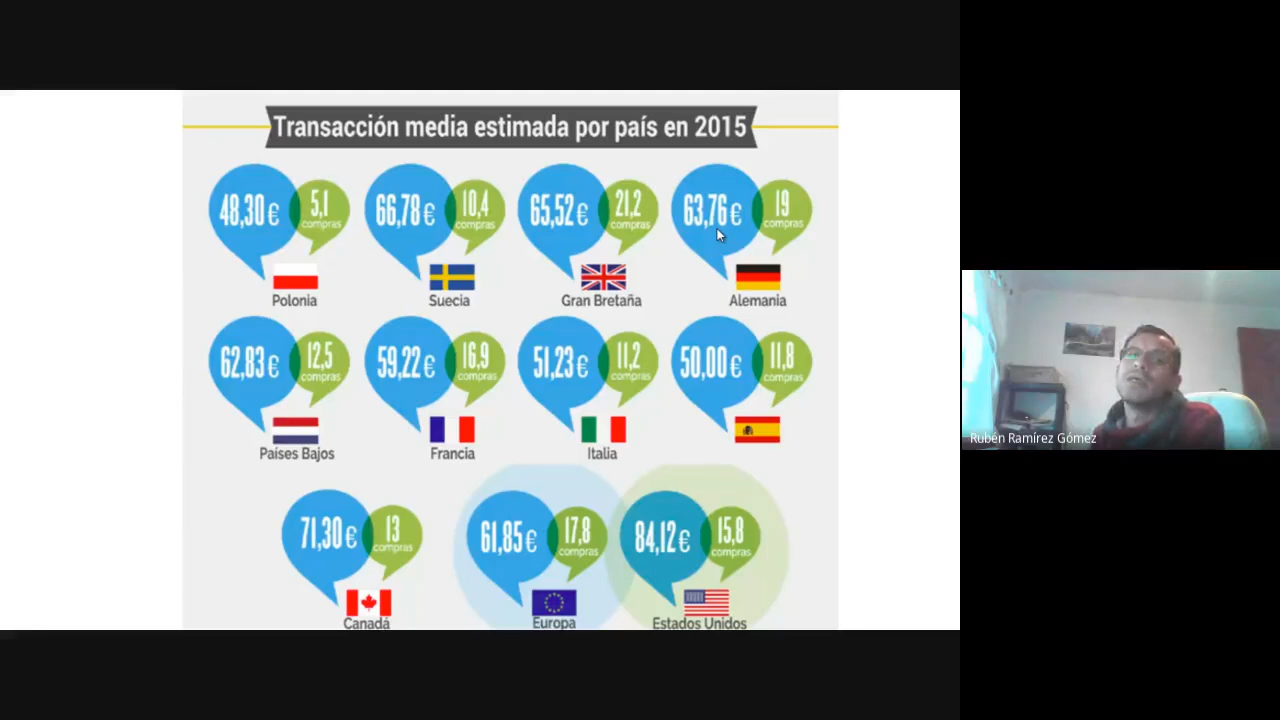 Transacción media estimada por país en 2015
48,30 € 5,1 compras
Polonia
66,78 € 10,4 compras
Suecia
65,52 € 21,2 compras
Gran Bretaña
63,76 € 19 compras
Alemania
62,83 € 12,5 compras
Países Bajos
59,22 € 16,9 compras
Francia
51,23 € 11,2 compras
Italia
50,00 € 11,8 compras
71,30 € 13 compras
Canadá
61,85 € 17,8 compras
Europa
84,12 € 15,8 compras
Estados Unidos
Rubén Ramírez Gómez